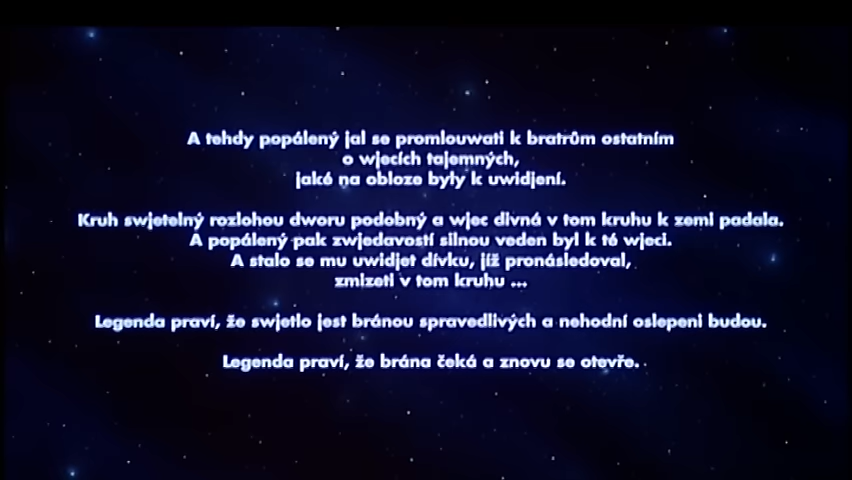 A tehdy popálený jal se promlouwati k bratrům ostatním
o wjecích tajemných,
jaké na obloze byly k uwidjení.
Kruh swjetelný rozlohou dworu podobný a wjec divná v tom kruhu k zemi padala.
A popálený pak zwjedavostí silnou veden byl k té wjeci.
A stalo se mu uwidjet dívku, jíž pronásledoval,
zmizeti v tom kruhu ...
Legenda praví, že swjetlo jest bránou spravedlivých a nehodní oslepeni budou.
Legenda praví, že brána čeká a znovu se otevře.